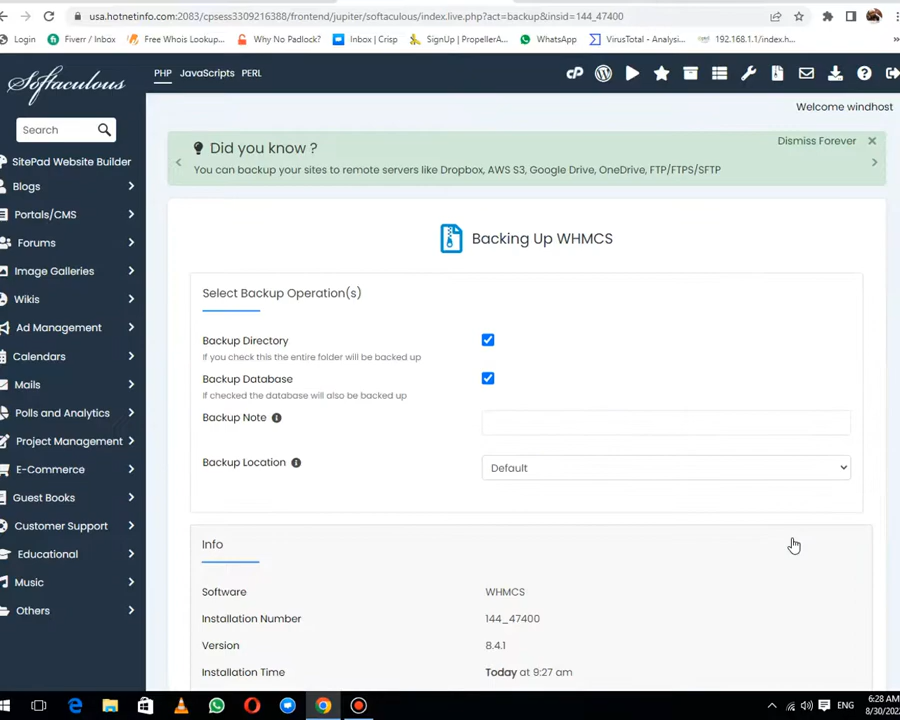 usa.hotnetinfo.com:2083/cpsess3309216388/frontend/jupiter/softaculous/index.live.php?act=backup&insid=144_47400
Login
Fiverr / Inbox
Free Whois Lookup...
Why No Padlock?
Inbox | Crisp
SignUp | PropellerA...
WhatsApp
VirusTotal - Analysi...
192.168.1.1/index.h...
»
Softaculous
PHP JavaScripts PERL
Search
Welcome windhost
SitePad Website Builder
Blogs
Portals/CMS
Forums
Image Galleries
Wikis
Ad Management
Calendars
Mails
Polls and Analytics
Project Management
E-Commerce
Guest Books
Customer Support
Educational
Music
Others
Did you know ?
Dismiss Forever
You can backup your sites to remote servers like Dropbox, AWS S3, Google Drive, OneDrive, FTP/FTPS/SFTP
Backing Up WHMCS
Select Backup Operation(s)
Backup Directory
If you check this the entire folder will be backed up
Backup Database
If checked the database will also be backed up
Backup Note
Backup Location
Default
Info
Software WHMCS
Installation Number 144_47400
Version 8.4.1
Installation Time Today at 9:27 am
ENG
6:28 AM